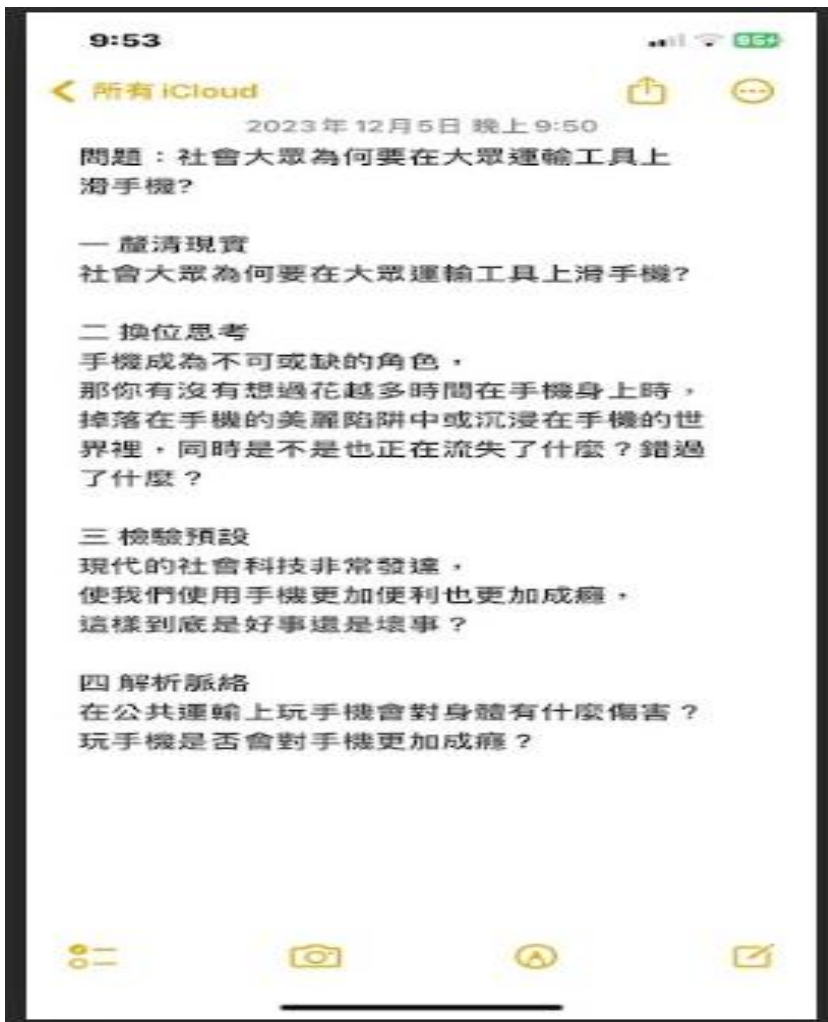 9:53
95
所有 iCloud
2023年12月5日 晚上9:50
問題：社會大眾為何要在大眾運輸工具上
滑手機?
一 釐清現實
社會大眾為何要在大眾運輸工具上滑手機?
二 換位思考
手機成為不可或缺的角色，
那你有沒有想過花越多時間在手機身上時，
掉落在手機的美麗陷阱中或沉浸在手機的世
界裡，同時是不是也正在流失了什麼？錯過
了什麼？
三 檢驗預設
現代的社會科技非常發達，
使我們使用手機更加便利也更加成癮，
這樣到底是好事還是壞事？
四 解析脈絡
在公共運輸上玩手機會對身體有什麼傷害？
玩手機是否會對手機更加成癮？